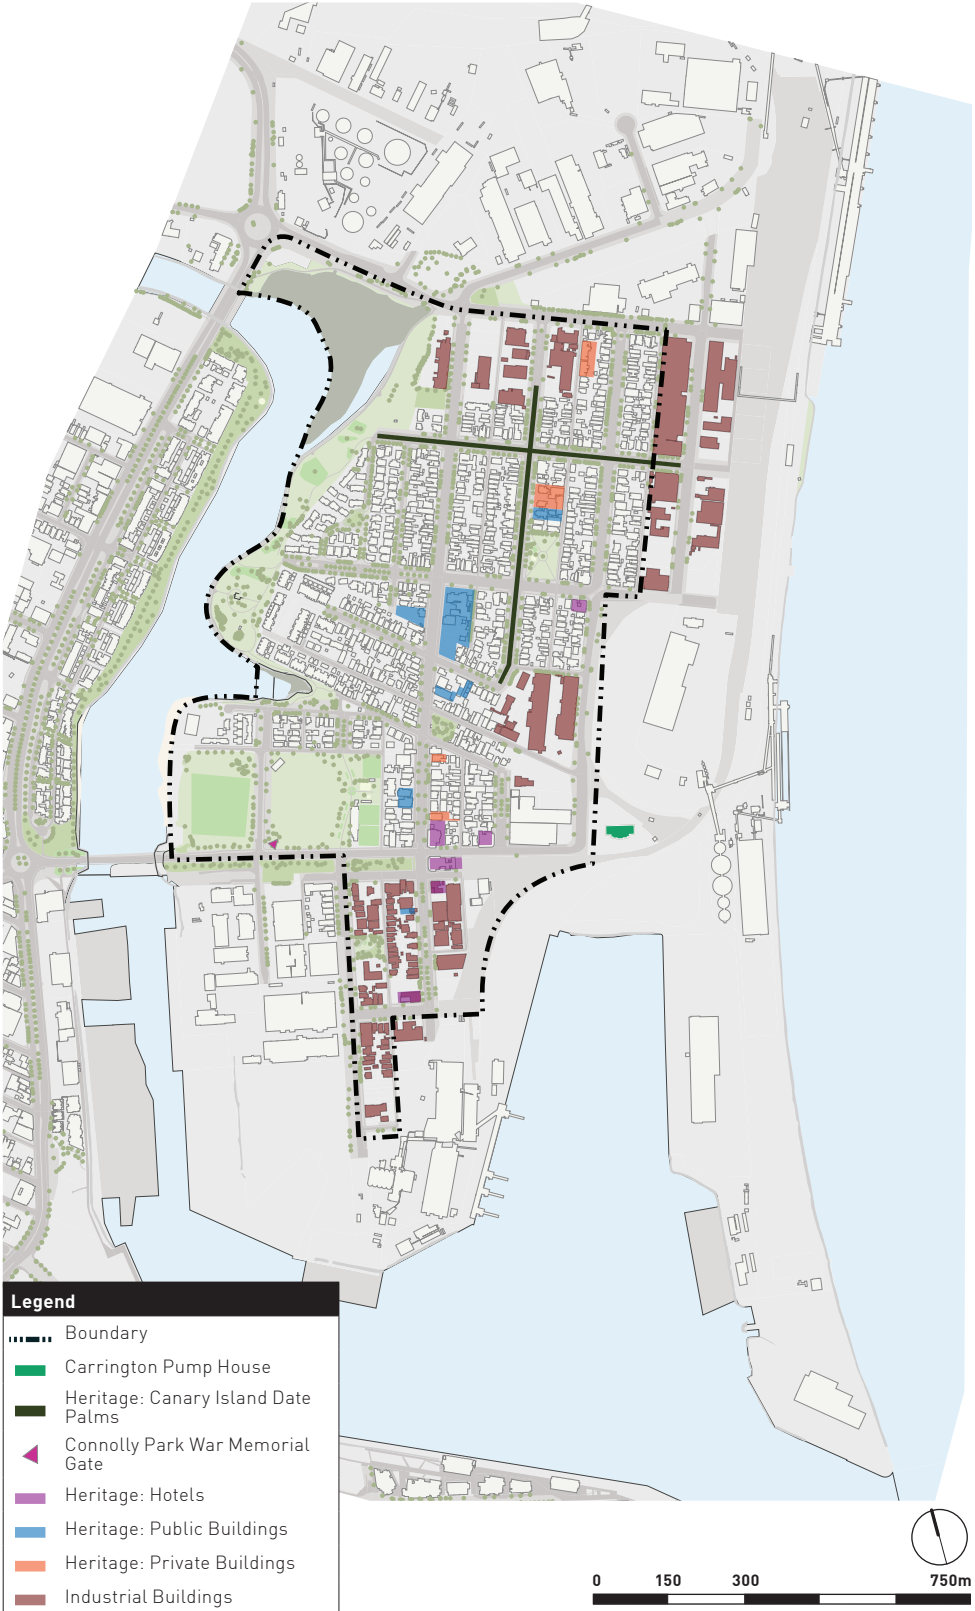 Legend
Boundary
Carrington Pump House
Heritage: Canary Island Date
Palms
Connolly Park War Memorial
Gate
Heritage: Hotels
Heritage: Public Buildings
Heritage: Private Buildings
Industrial Buildings
0 150 300 750m